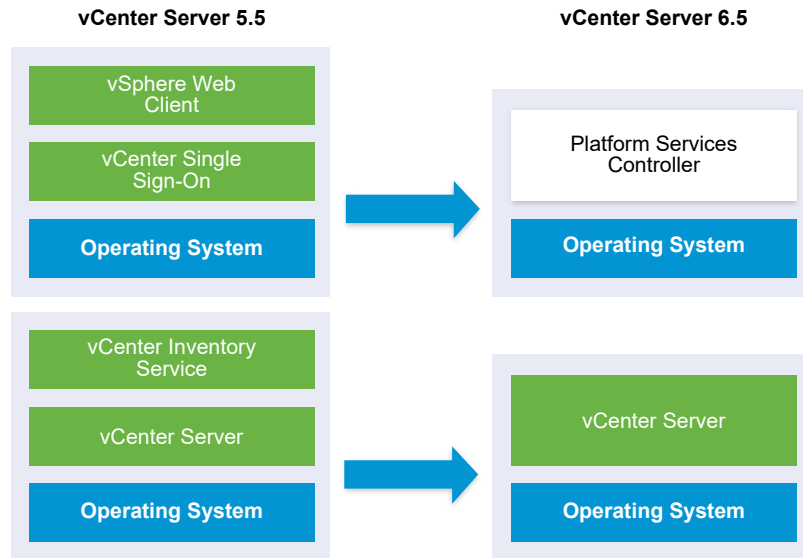 vCenter Server 5.5
vSphere Web
Client
vCenter Single
Sign-On
Operating System
vCenter Inventory
Service
vCenter Server
Operating System
vCenter Server 6.5
Platform Services
Controller
Operating System
vCenter Server
Operating System